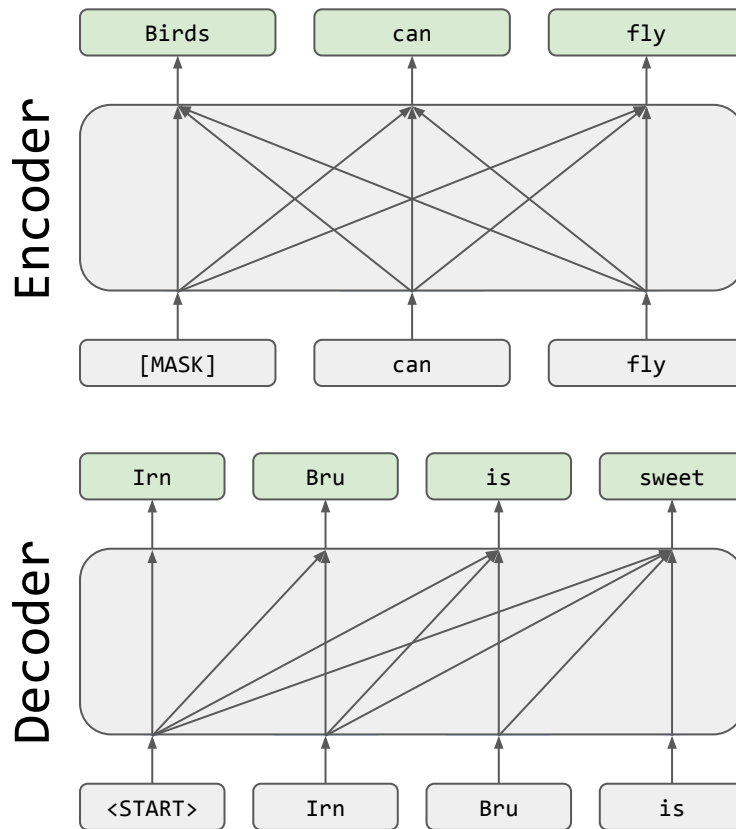 Encoder
Birds can fly
[MASK] can fly
Decoder
Irn Bru is sweet
<START> Irn Bru is